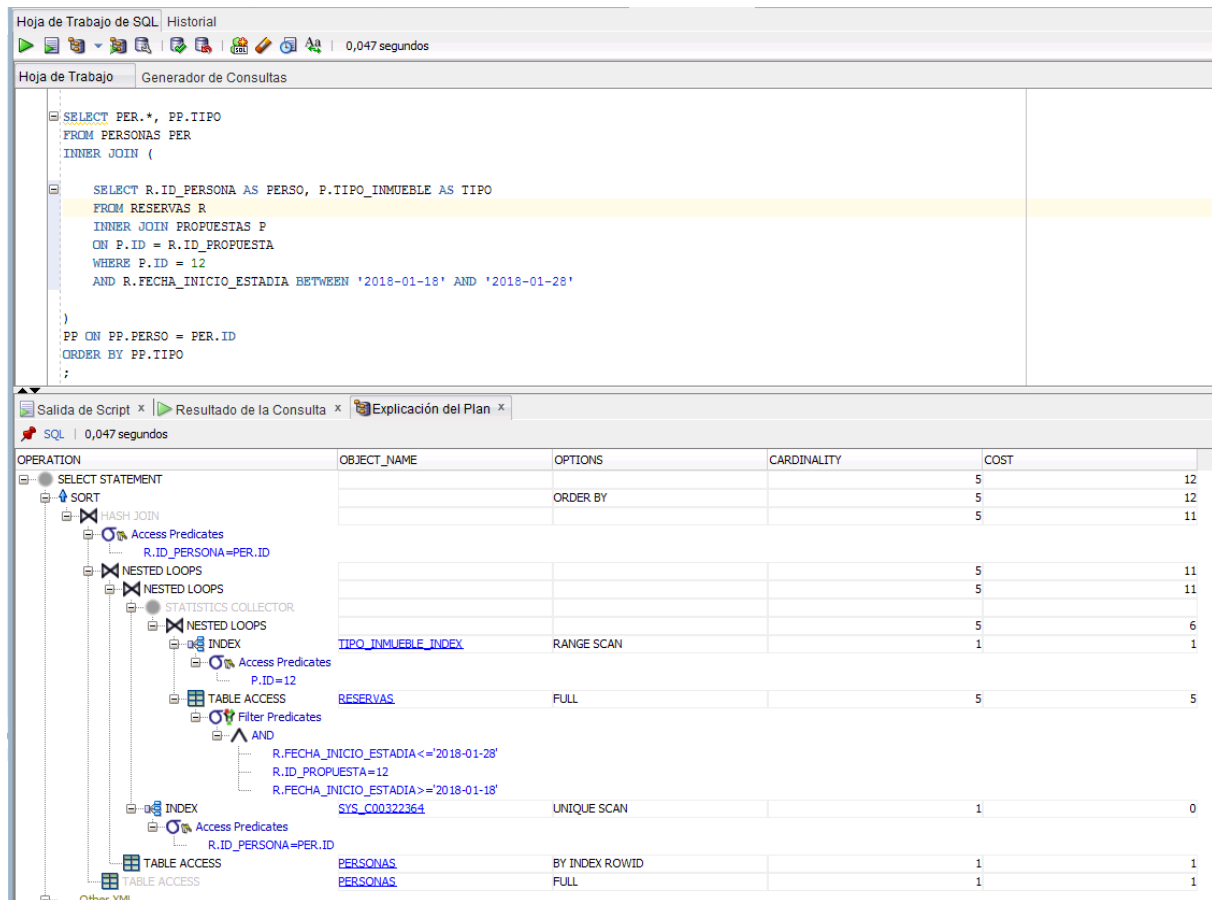 Hoja de Trabajo de SQL Historial
0,047 segundos
Hoja de Trabajo Generador de Consultas
SELECT PER.*, PP.TIPO
FROM PERSONAS PER
INNER JOIN (
SELECT R.ID_PERSONA AS PERSO, P.TIPO_INMUEBLE AS TIPO
FROM RESERVAS R
INNER JOIN PROPUESTAS P
ON P.ID = R.ID_PROPUESTA
WHERE P.ID = 12
AND R.FECHA_INICIO_ESTADIA BETWEEN '2018-01-18' AND '2018-01-28'
)
PP ON PP.PERSO = PER.ID
ORDER BY PP.TIPO
;
Salida de Script x Resultado de la Consulta x Explicación del Plan x
SQL | 0,047 segundos
OPERATION OBJECT_NAME OPTIONS CARDINALITY COST
SELECT STATEMENT 5 12
SORT ORDER BY 5 12
HASH JOIN 5 11
Access Predicates
R.ID_PERSONA=PER.ID
NESTED LOOPS 5 11
NESTED LOOPS 5 11
STATISTICS COLLECTOR
NESTED LOOPS 5 6
INDEX TIPO_INMUEBLE_INDEX RANGE SCAN 1 1
Access Predicates
P.ID=12
TABLE ACCESS RESERVAS FULL 5 5
Filter Predicates
AND
R.FECHA_INICIO_ESTADIA<='2018-01-28'
R.ID_PROPUESTA=12
R.FECHA_INICIO_ESTADIA>='2018-01-18'
INDEX SYS_C00322364 UNIQUE SCAN 1 0
Access Predicates
R.ID_PERSONA=PER.ID
TABLE ACCESS PERSONAS BY INDEX ROWID 1 1
TABLE ACCESS PERSONAS FULL 1 1
Other XML